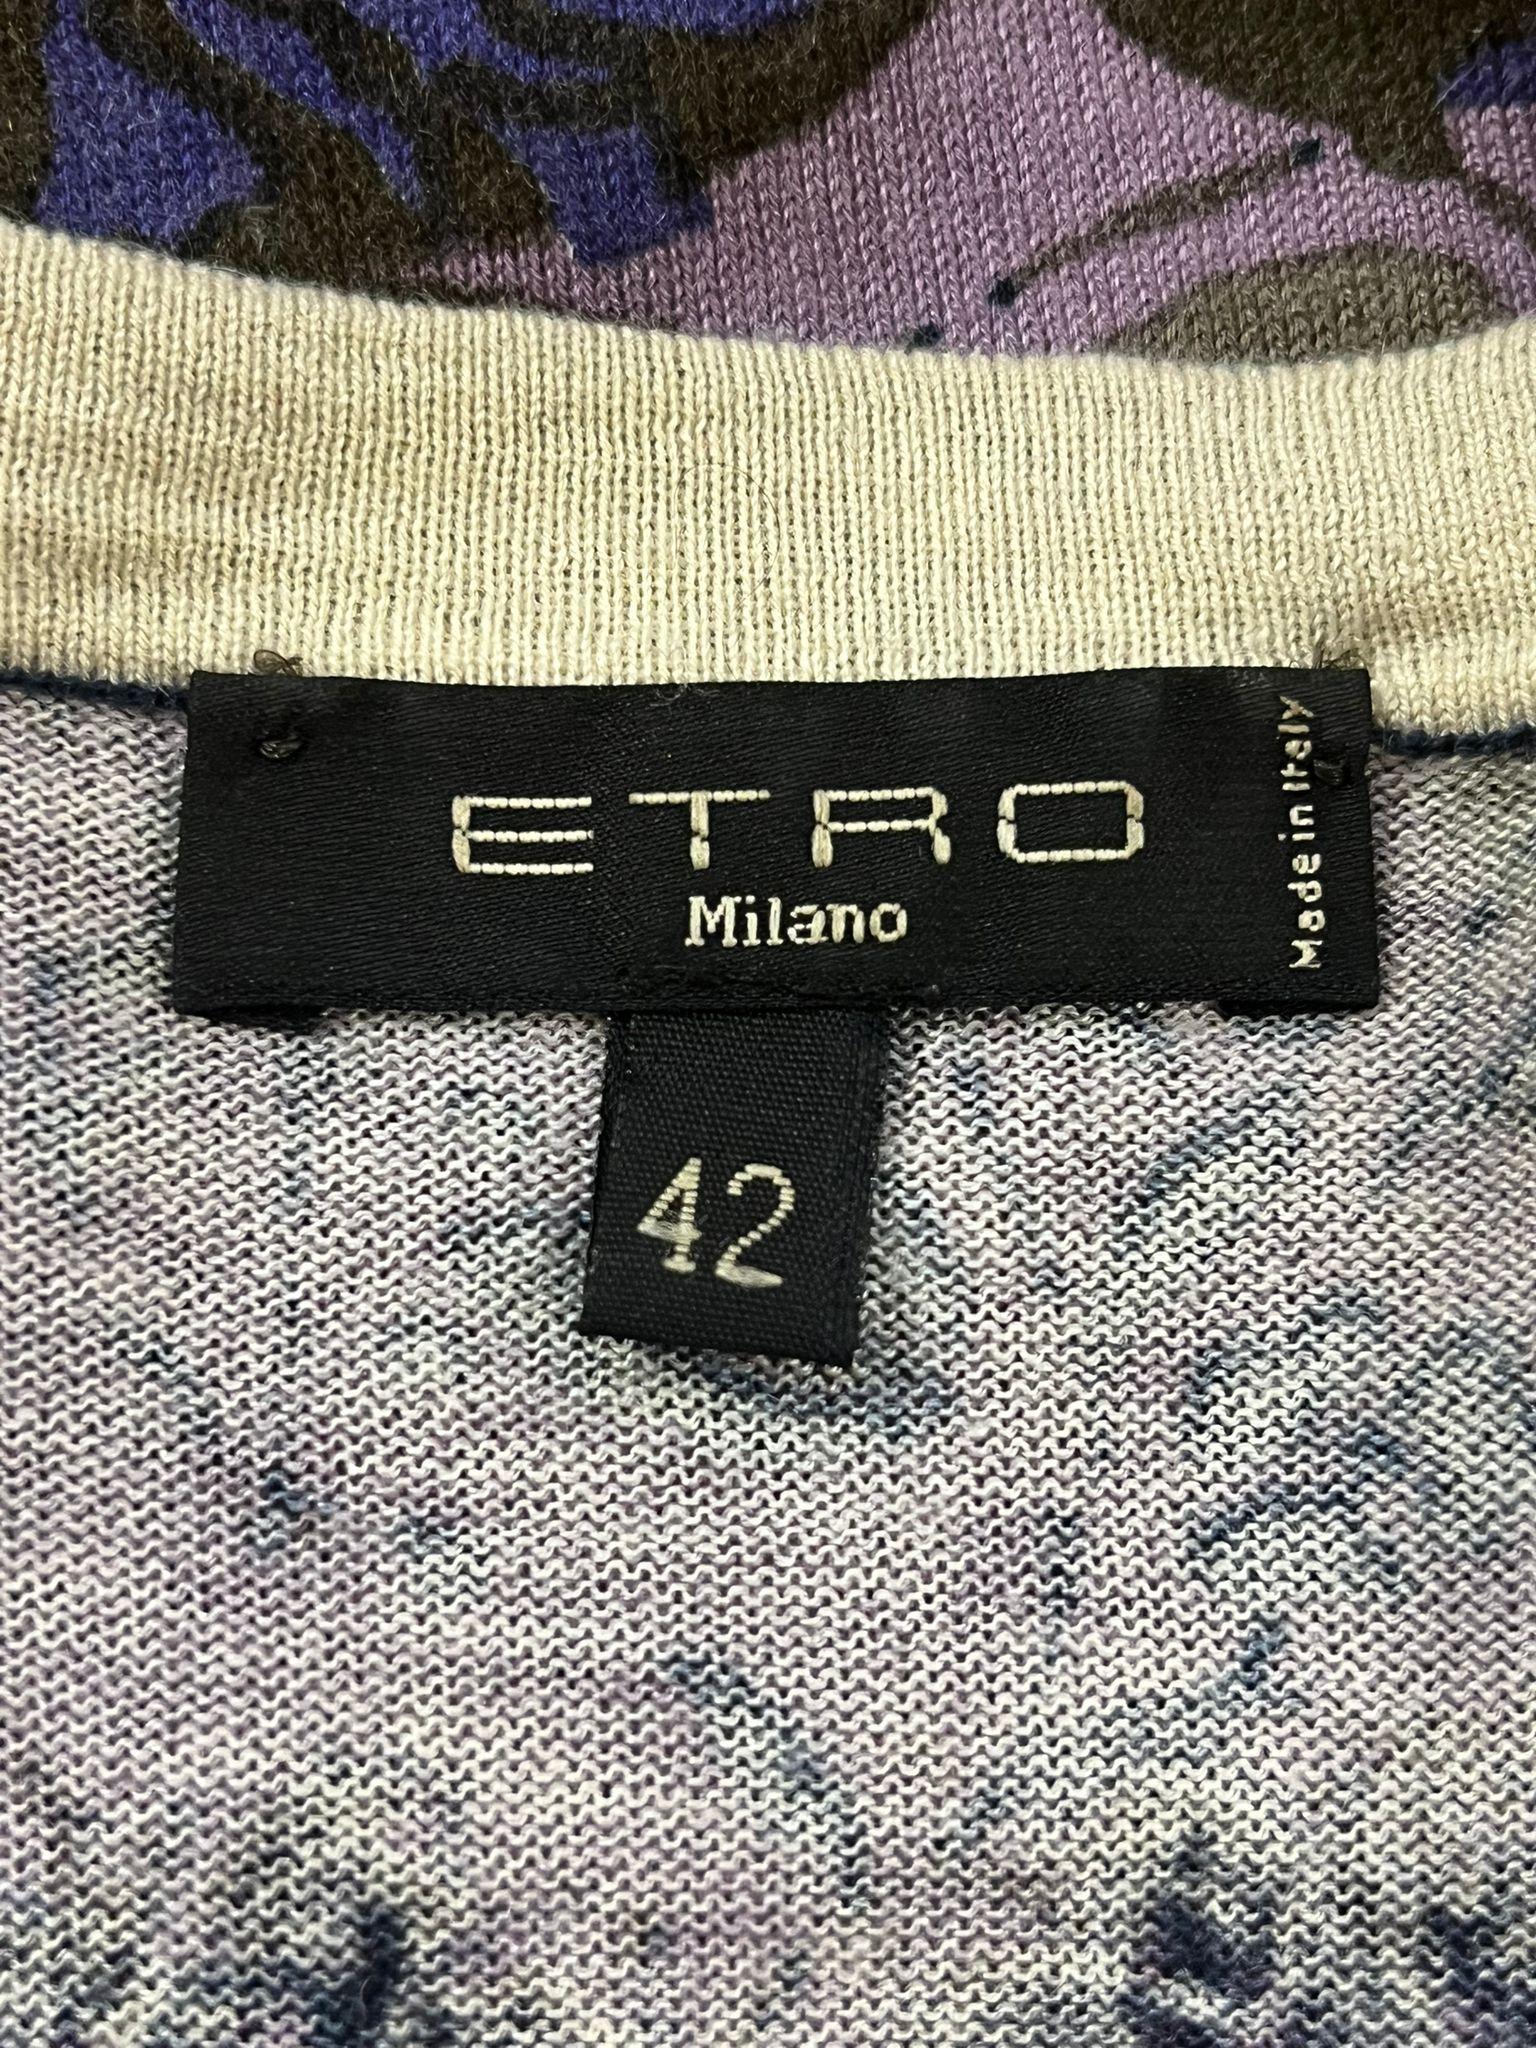 ETRO
Milano
Made in Italy
42